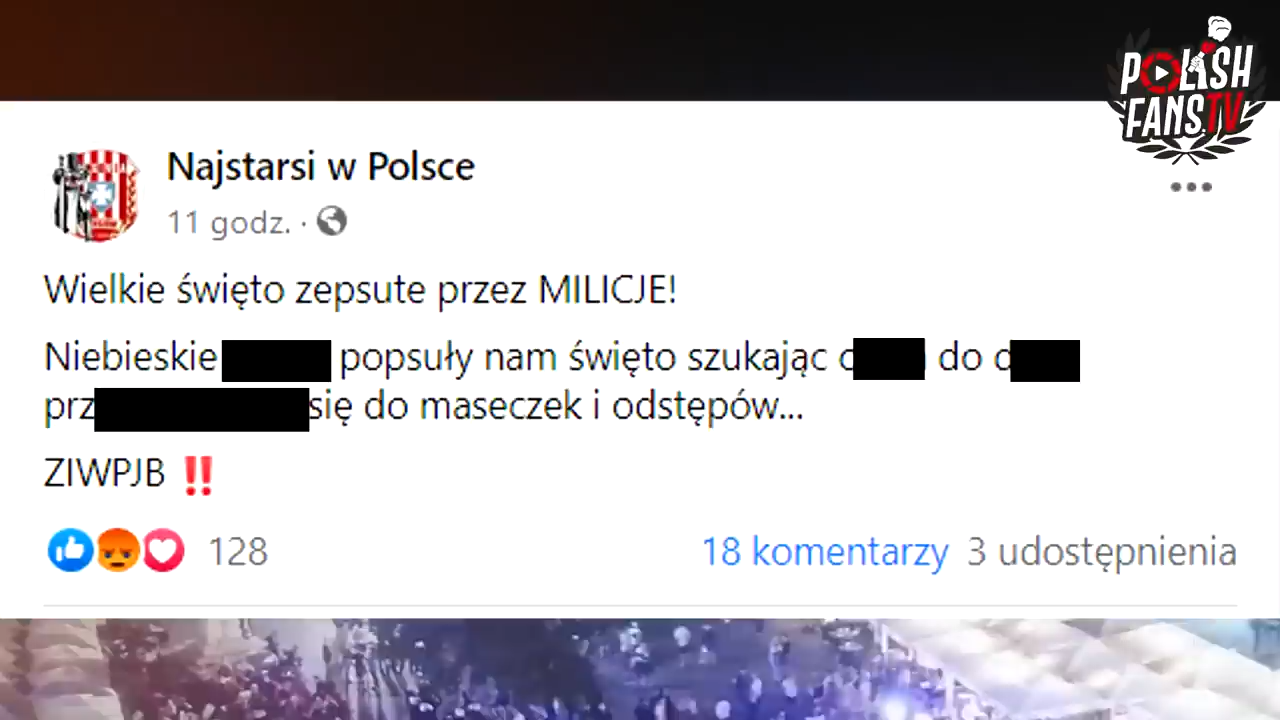 POLISH
FANS.TV
Najstarsi w Polsce
11 godz. ·
Wielkie święto zepsute przez MILICJE!
Niebieskie popsuły nam święto szukając do
się do maseczek i odstępów...
ZIWPJB ‼
128 18 komentarzy 3 udostępnienia